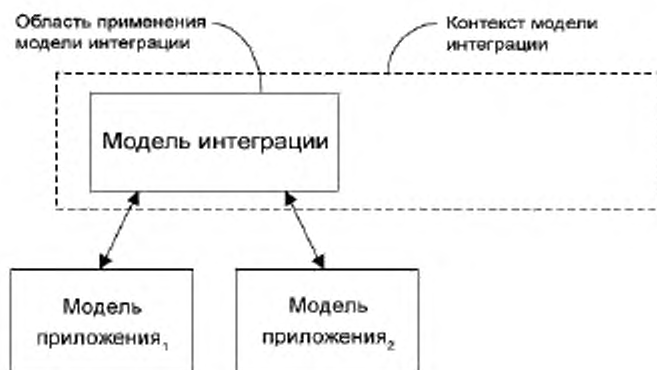 Область применения
модели интеграции
Контекст модели
интеграции
Модель интеграции
Модель
приложения₁
Модель
приложения₂